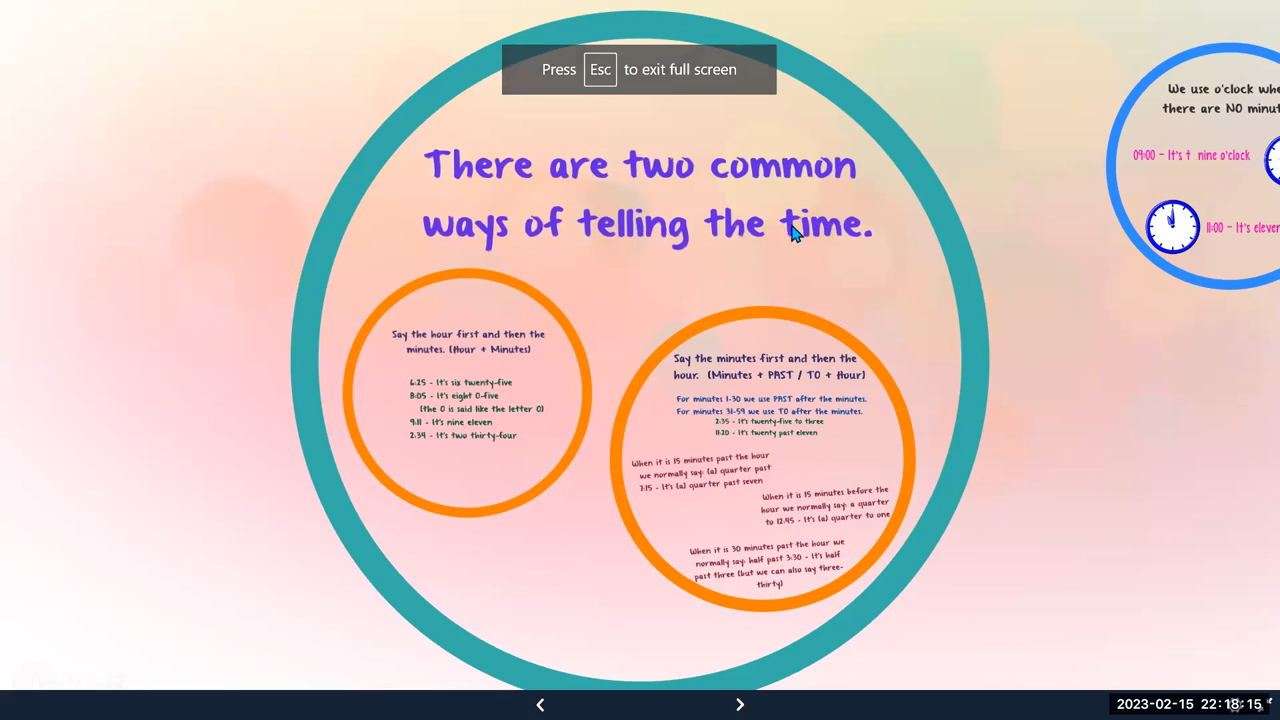 Press Esc to exit full screen
There are two common
ways of telling the time.
Say the hour first and then the
minutes. (Hour + Minutes)
6:25 - It's six twenty-five
8:05 - It's eight O-five
(the 0 is said like the letter O)
9:11 - It's nine eleven
2:34 - It's two thirty-four
Say the minutes first and then the
hour. (Minutes + PAST / TO + Hour)
For minutes 1-30 we use PAST after the minutes.
For minutes 31-59 we use TO after the minutes.
2:35 - It's twenty-five to three
11:20 - It's twenty past eleven
When it is 15 minutes past the hour
we normally say: (a) quarter past
7:15 - It's (a) quarter past seven
When it is 15 minutes before the
hour we normally say: a quarter
to 12:45 - It's (a) quarter to one
When it is 30 minutes past the hour we
normally say: half past 3:30 - It's half
past three (but we can also say three-
thirty)
We use o'clock whe
there are NO minut
09:00 - It's t nine o'clock
11:00 - It's eleven
2023-02-15 22:18:15